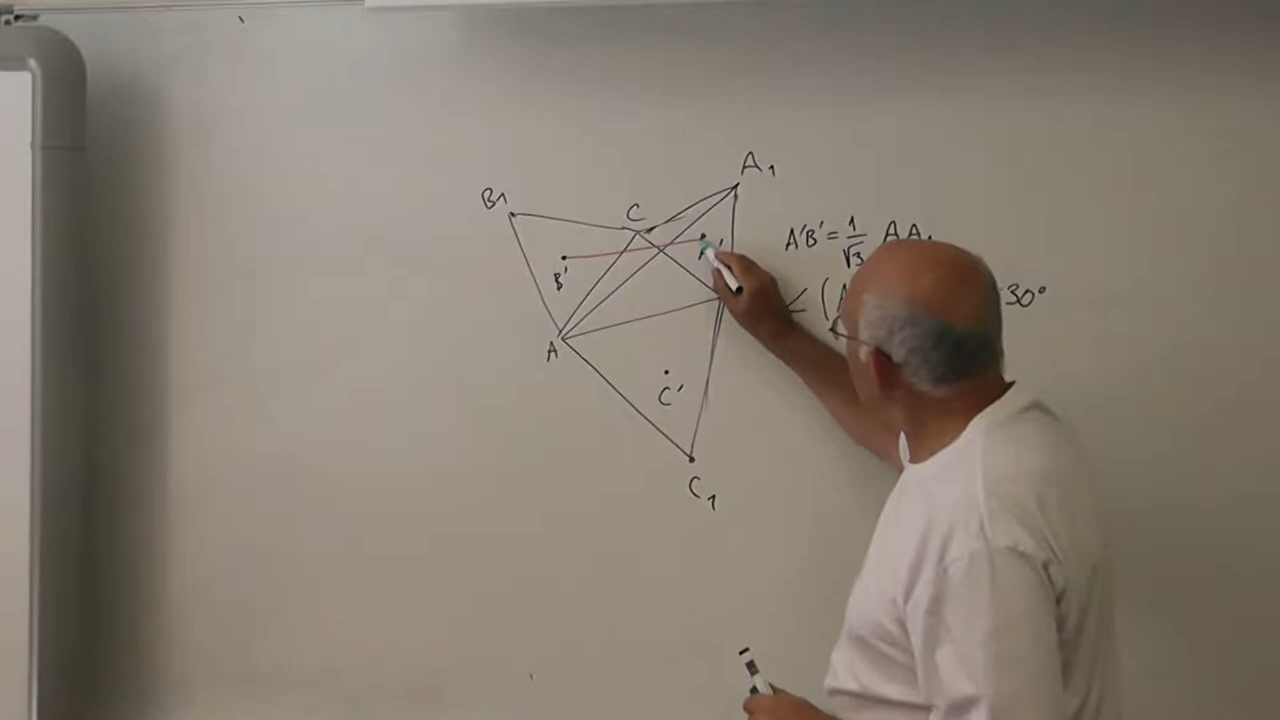 A₁
B₁
C
A'B' = 1/√3 AA₁
A'
B'
∢ (A 30°
A
C'
C₁